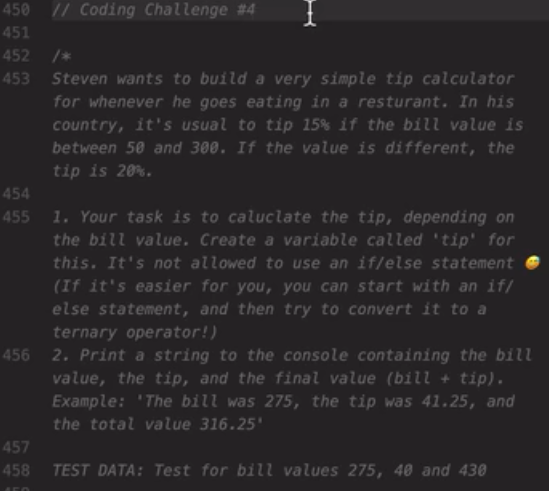 450 // Coding Challenge #4
451
452 /*
453 Steven wants to build a very simple tip calculator
for whenever he goes eating in a resturant. In his
country, it's usual to tip 15% if the bill value is
between 50 and 300. If the value is different, the
tip is 20%.
454
455 1. Your task is to caluclate the tip, depending on
the bill value. Create a variable called 'tip' for
this. It's not allowed to use an if/else statement 😅
(If it's easier for you, you can start with an if/
else statement, and then try to convert it to a
ternary operator!)
456 2. Print a string to the console containing the bill
value, the tip, and the final value (bill + tip).
Example: 'The bill was 275, the tip was 41.25, and
the total value 316.25'
457
458 TEST DATA: Test for bill values 275, 40 and 430